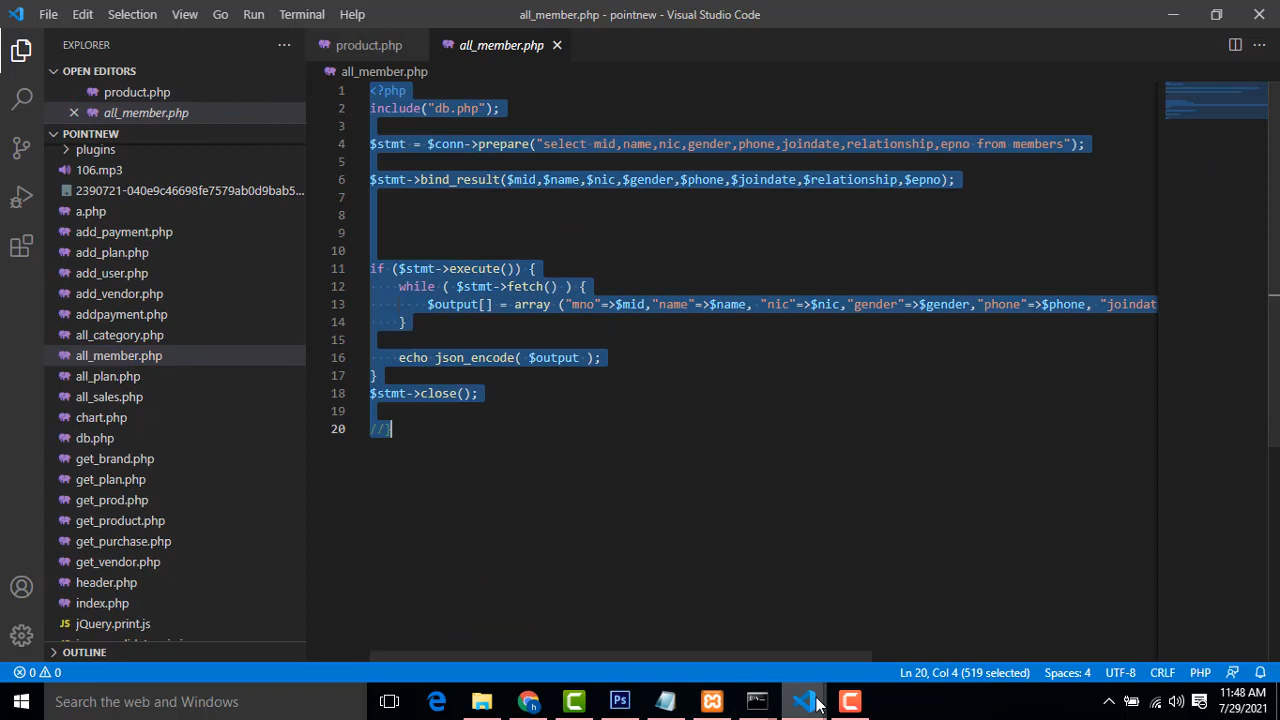 File Edit Selection View Go Run Terminal Help all_member.php - pointnew - Visual Studio Code
EXPLORER
OPEN EDITORS
product.php
all_member.php
POINTNEW
plugins
106.mp3
2390721-040e9c46698fe7579ab0d9bab5...
a.php
add_payment.php
add_plan.php
add_user.php
add_vendor.php
addpayment.php
all_category.php
all_member.php
all_plan.php
all_sales.php
chart.php
db.php
get_brand.php
get_plan.php
get_prod.php
get_product.php
get_purchase.php
get_vendor.php
header.php
index.php
JS jQuery.print.js
OUTLINE
product.php all_member.php
all_member.php
1 <?php
2 include("db.php");
3
4 $stmt = $conn->prepare("select mid,name,nic,gender,phone,joindate,relationship,epno from members");
5
6 $stmt->bind_result($mid,$name,$nic,$gender,$phone,$joindate,$relationship,$epno);
7
8
9
10
11 if ($stmt->execute()) {
12 while ( $stmt->fetch() ) {
13 $output[] = array ("mno"=>$mid,"name"=>$name, "nic"=>$nic,"gender"=>$gender,"phone"=>$phone, "joindat
14 }
15
16 echo json_encode( $output );
17 }
18 $stmt->close();
19
20 //}
0 0 Ln 20, Col 4 (519 selected) Spaces: 4 UTF-8 CRLF PHP
Search the web and Windows
11:48 AM
7/29/2021